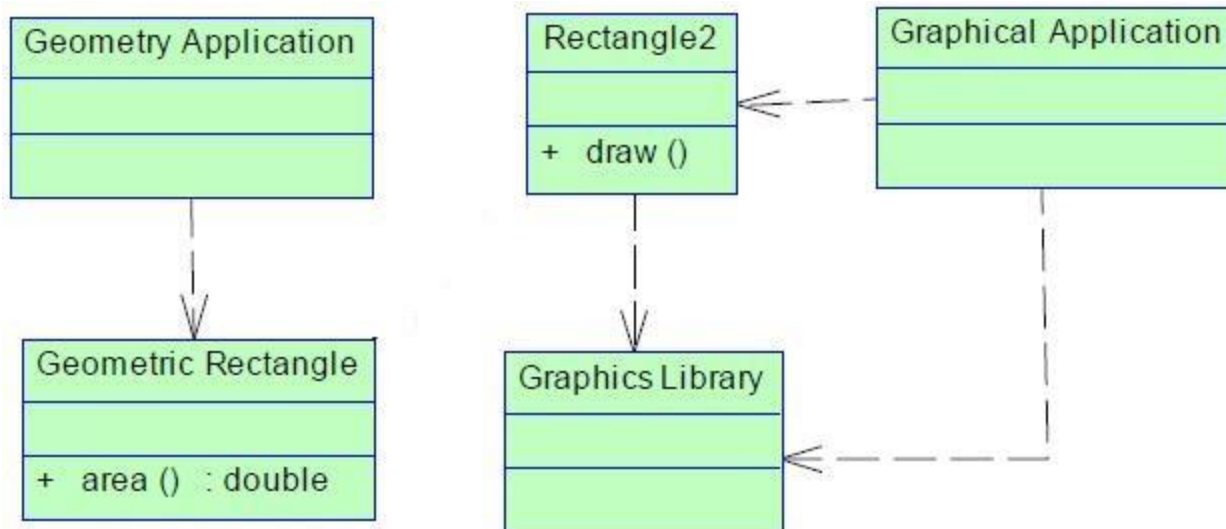 Geometry Application
Rectangle2
+ draw ()
Graphical Application
Geometric Rectangle
+ area () : double
Graphics Library